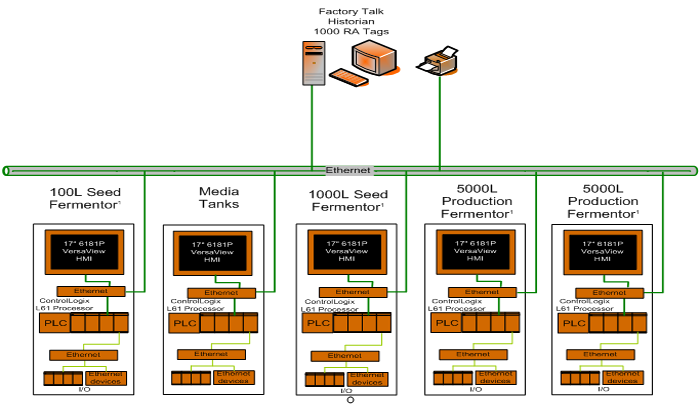 Factory Talk
Historian
1000 RA Tags
Ethernet
100L Seed
Fermentor¹
Media
Tanks
1000L Seed
Fermentor¹
5000L
Production
Fermentor¹
5000L
Production
Fermentor¹
17" 6181P
VersaView
HMI
Ethernet
ControlLogix
L61 Processor
PLC
Ethernet
Ethernet
devices
I/O
17" 6181P
VersaView
HMI
Ethernet
ControlLogix
L61 Processor
PLC
Ethernet
Ethernet
devices
17" 6181P
VersaView
HMI
Ethernet
ControlLogix
L61 Processor
PLC
Ethernet
Ethernet
devices
I/O
O
17" 6181P
VersaView
HMI
Ethernet
ControlLogix
L61 Processor
PLC
Ethernet
Ethernet
devices
I/O
17" 6181P
VersaView
HMI
Ethernet
ControlLogix
L61 Processor
PLC
Ethernet
Ethernet
devices
I/O